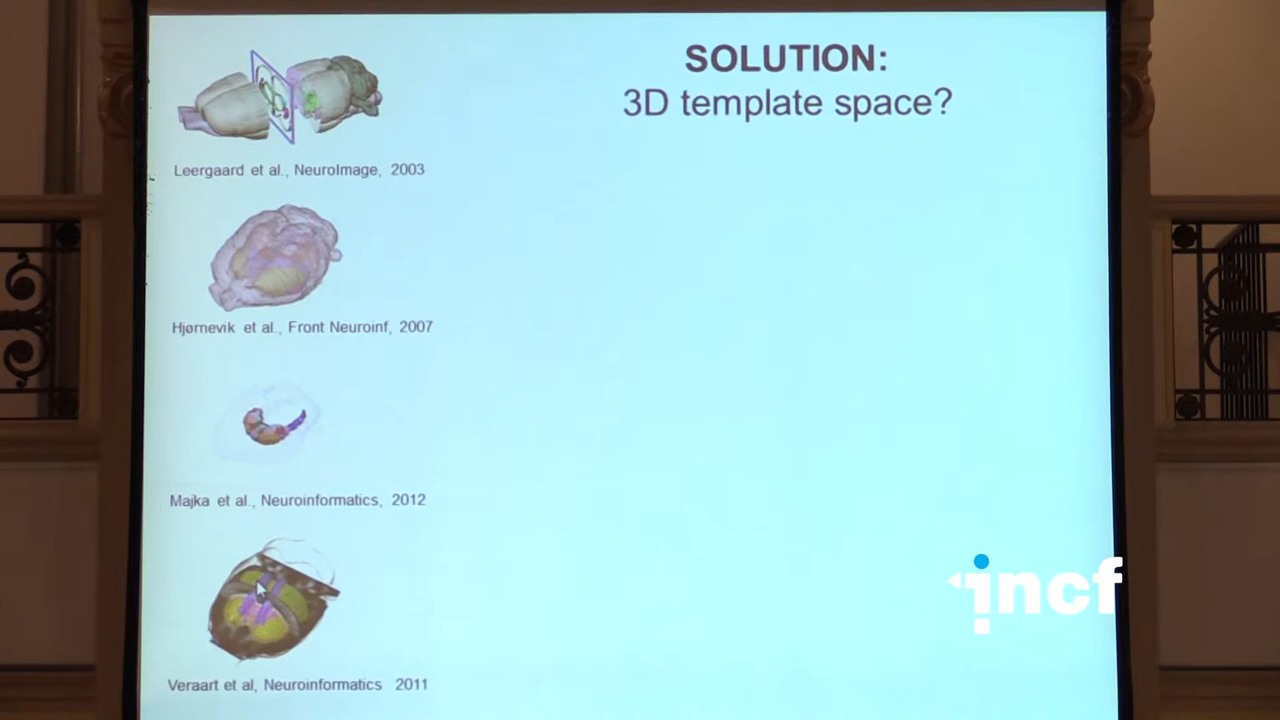 SOLUTION:
3D template space?
Leergaard et al., NeuroImage, 2003
Hjørnevik et al., Front Neuroinf, 2007
Majka et al., Neuroinformatics, 2012
Veraart et al, Neuroinformatics 2011
incf